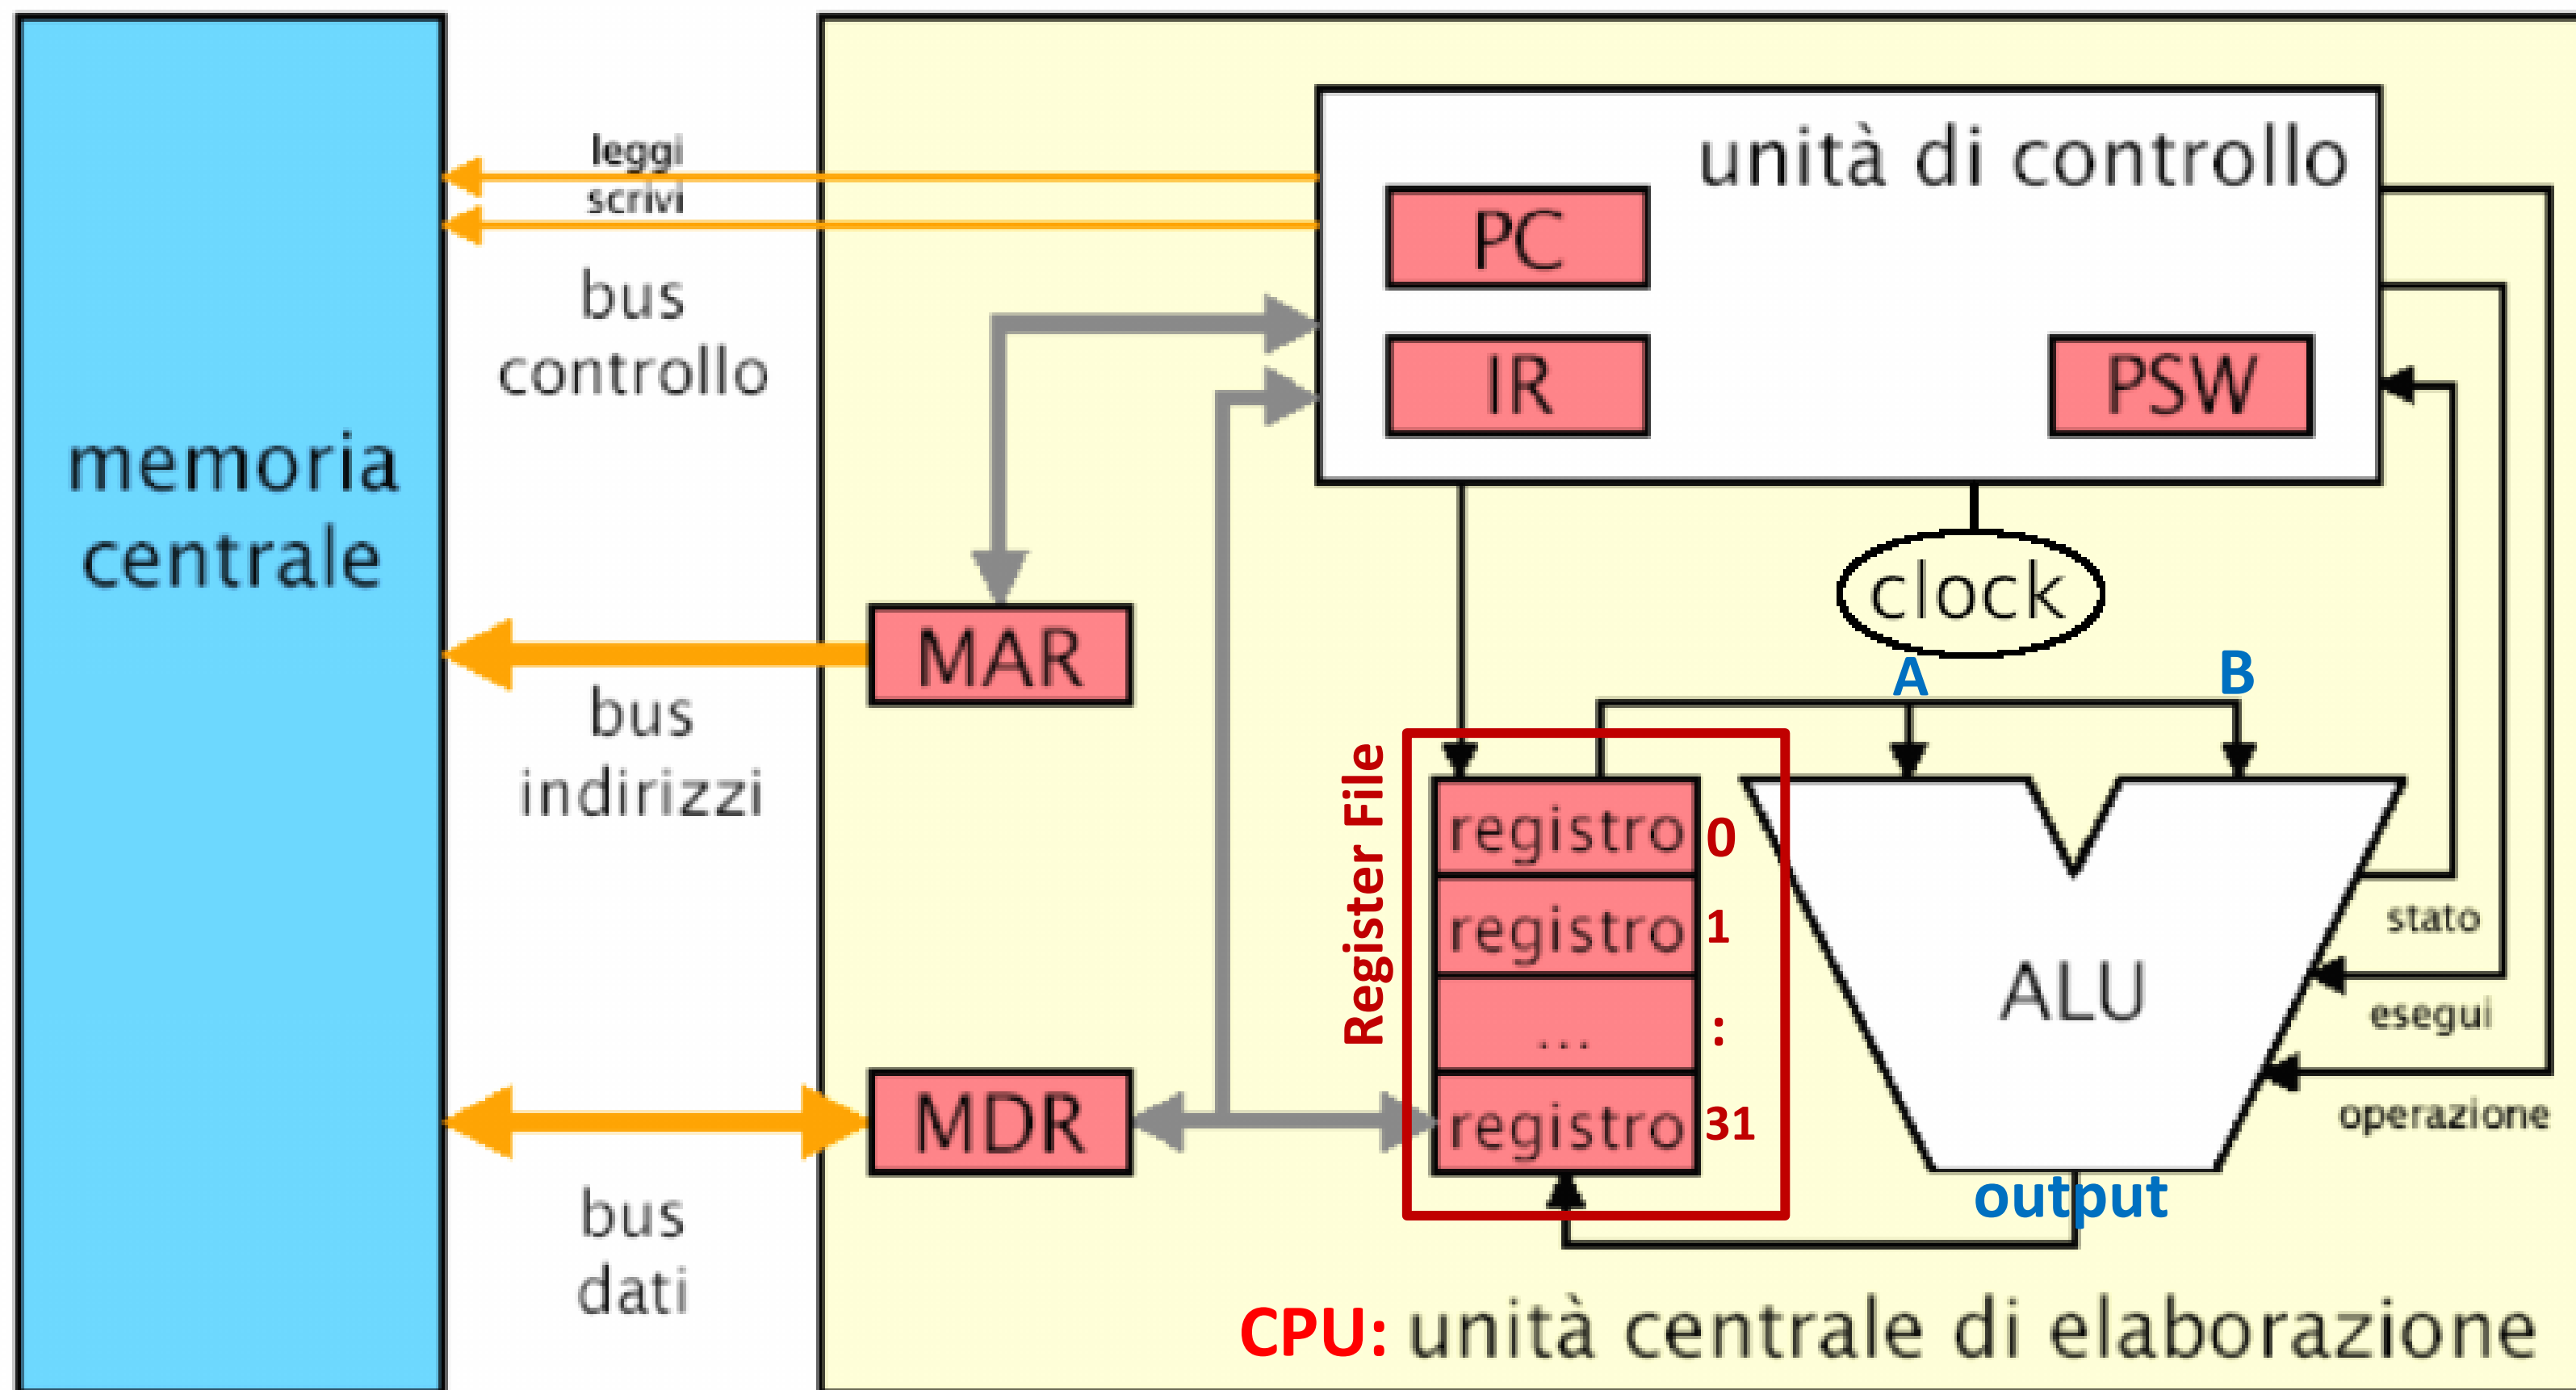 memoria
centrale
leggi
scrivi
bus
controllo
bus
indirizzi
bus
dati
unità di controllo
PC
IR
PSW
clock
MAR
MDR
A
B
Register File
registro 0
registro 1
... :
registro 31
ALU
stato
esegui
operazione
output
CPU: unità centrale di elaborazione